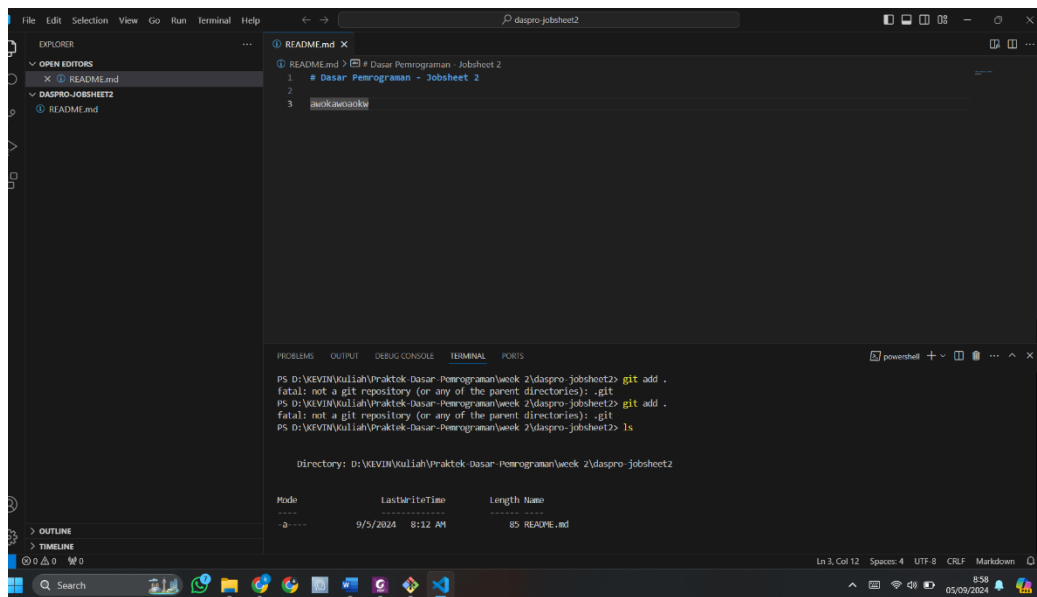 File Edit Selection View Go Run Terminal Help
daspro-jobsheet2
EXPLORER
README.md
OPEN EDITORS
README.md
README.md > # Dasar Pemrograman - Jobsheet 2
1 # Dasar Pemrograman - Jobsheet 2
DASPRO-JOBSHEET2
2
README.md
3 awokawoaokw
PROBLEMS OUTPUT DEBUG CONSOLE TERMINAL PORTS
powershell
PS D:\KEVIN\Kuliah\Praktek-Dasar-Pemrograman\week 2\daspro-jobsheet2> git add .
fatal: not a git repository (or any of the parent directories): .git
PS D:\KEVIN\Kuliah\Praktek-Dasar-Pemrograman\week 2\daspro-jobsheet2> git add .
fatal: not a git repository (or any of the parent directories): .git
PS D:\KEVIN\Kuliah\Praktek-Dasar-Pemrograman\week 2\daspro-jobsheet2> ls
Directory: D:\KEVIN\Kuliah\Praktek-Dasar-Pemrograman\week 2\daspro-jobsheet2
Mode LastWriteTime Length Name
---- ------------- ------ ----
-a---- 9/5/2024 8:12 AM 85 README.md
OUTLINE
TIMELINE
0 0 0
Ln 3, Col 12 Spaces: 4 UTF-8 CRLF Markdown
Search
7
8:58
05/09/2024